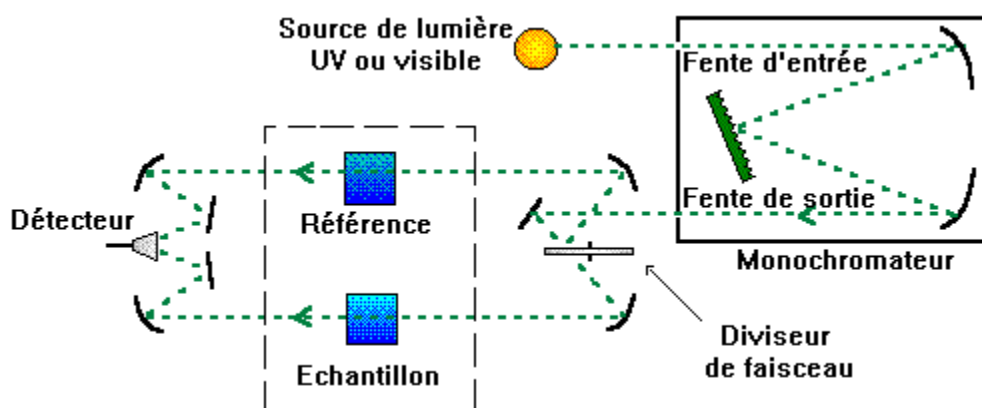 Source de lumière
UV ou visible
Fente d'entrée
Fente de sortie
Monochromateur
Référence
Détecteur
Echantillon
Diviseur
de faisceau